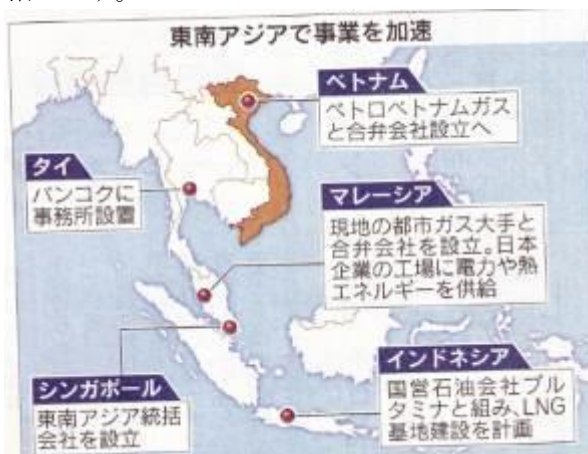 東南アジアで事業を加速
ベトナム
ペトロベトナムガス
と合弁会社設立へ
タイ
バンコクに
事務所設置
マレーシア
現地の都市ガス大手と
合弁会社を設立。日本
企業の工場に電力や熱
エネルギーを供給
シンガポール
東南アジア統括
会社を設立
インドネシア
国営石油会社プル
タミナと組み、LNG
基地建設を計画